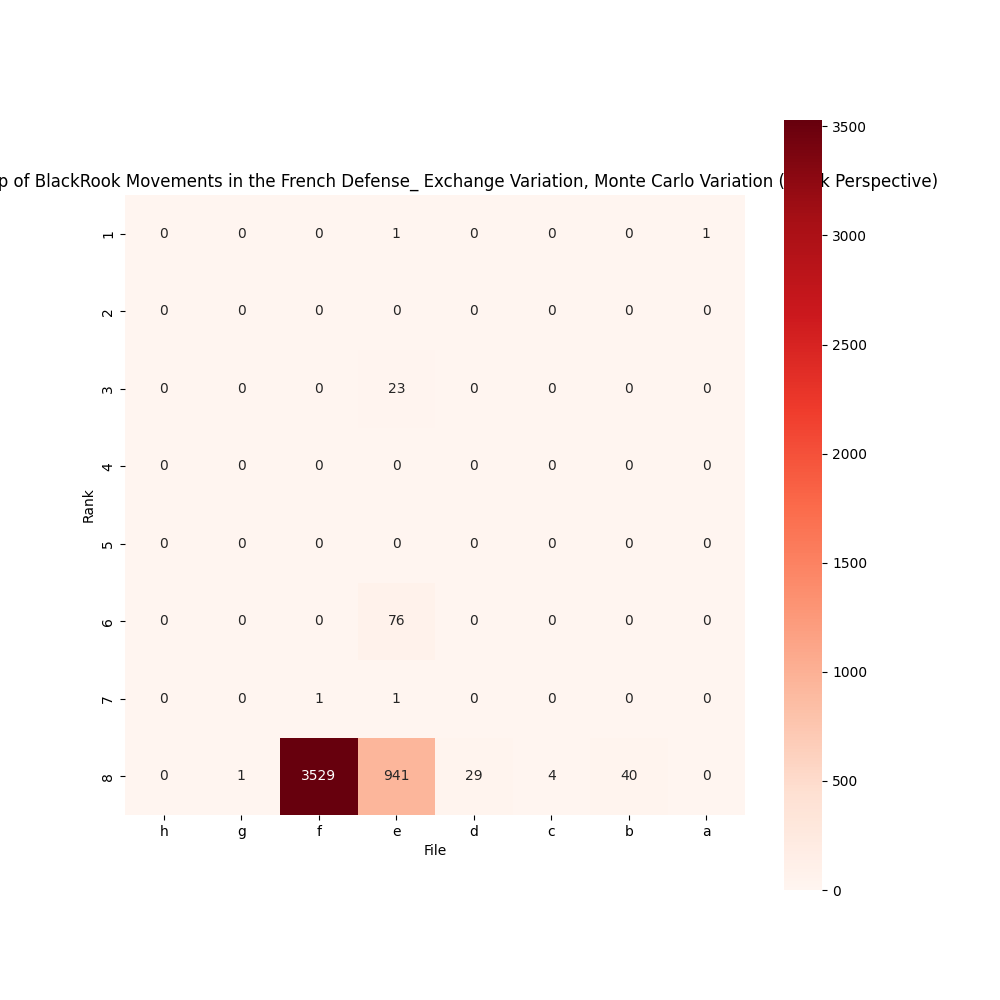 p of BlackRook Movements in the French Defense_ Exchange Variation, Monte Carlo Variation ( k Perspective)
3500
3000
2500
2000
1500
1000
500
0
1 0 0 0 1 0 0 0 1
2 0 0 0 0 0 0 0 0
3 0 0 0 23 0 0 0 0
4 0 0 0 0 0 0 0 0
5 0 0 0 0 0 0 0 0
6 0 0 0 76 0 0 0 0
7 0 0 1 1 0 0 0 0
8 0 1 3529 941 29 4 40 0
h g f e d c b a
File
Rank